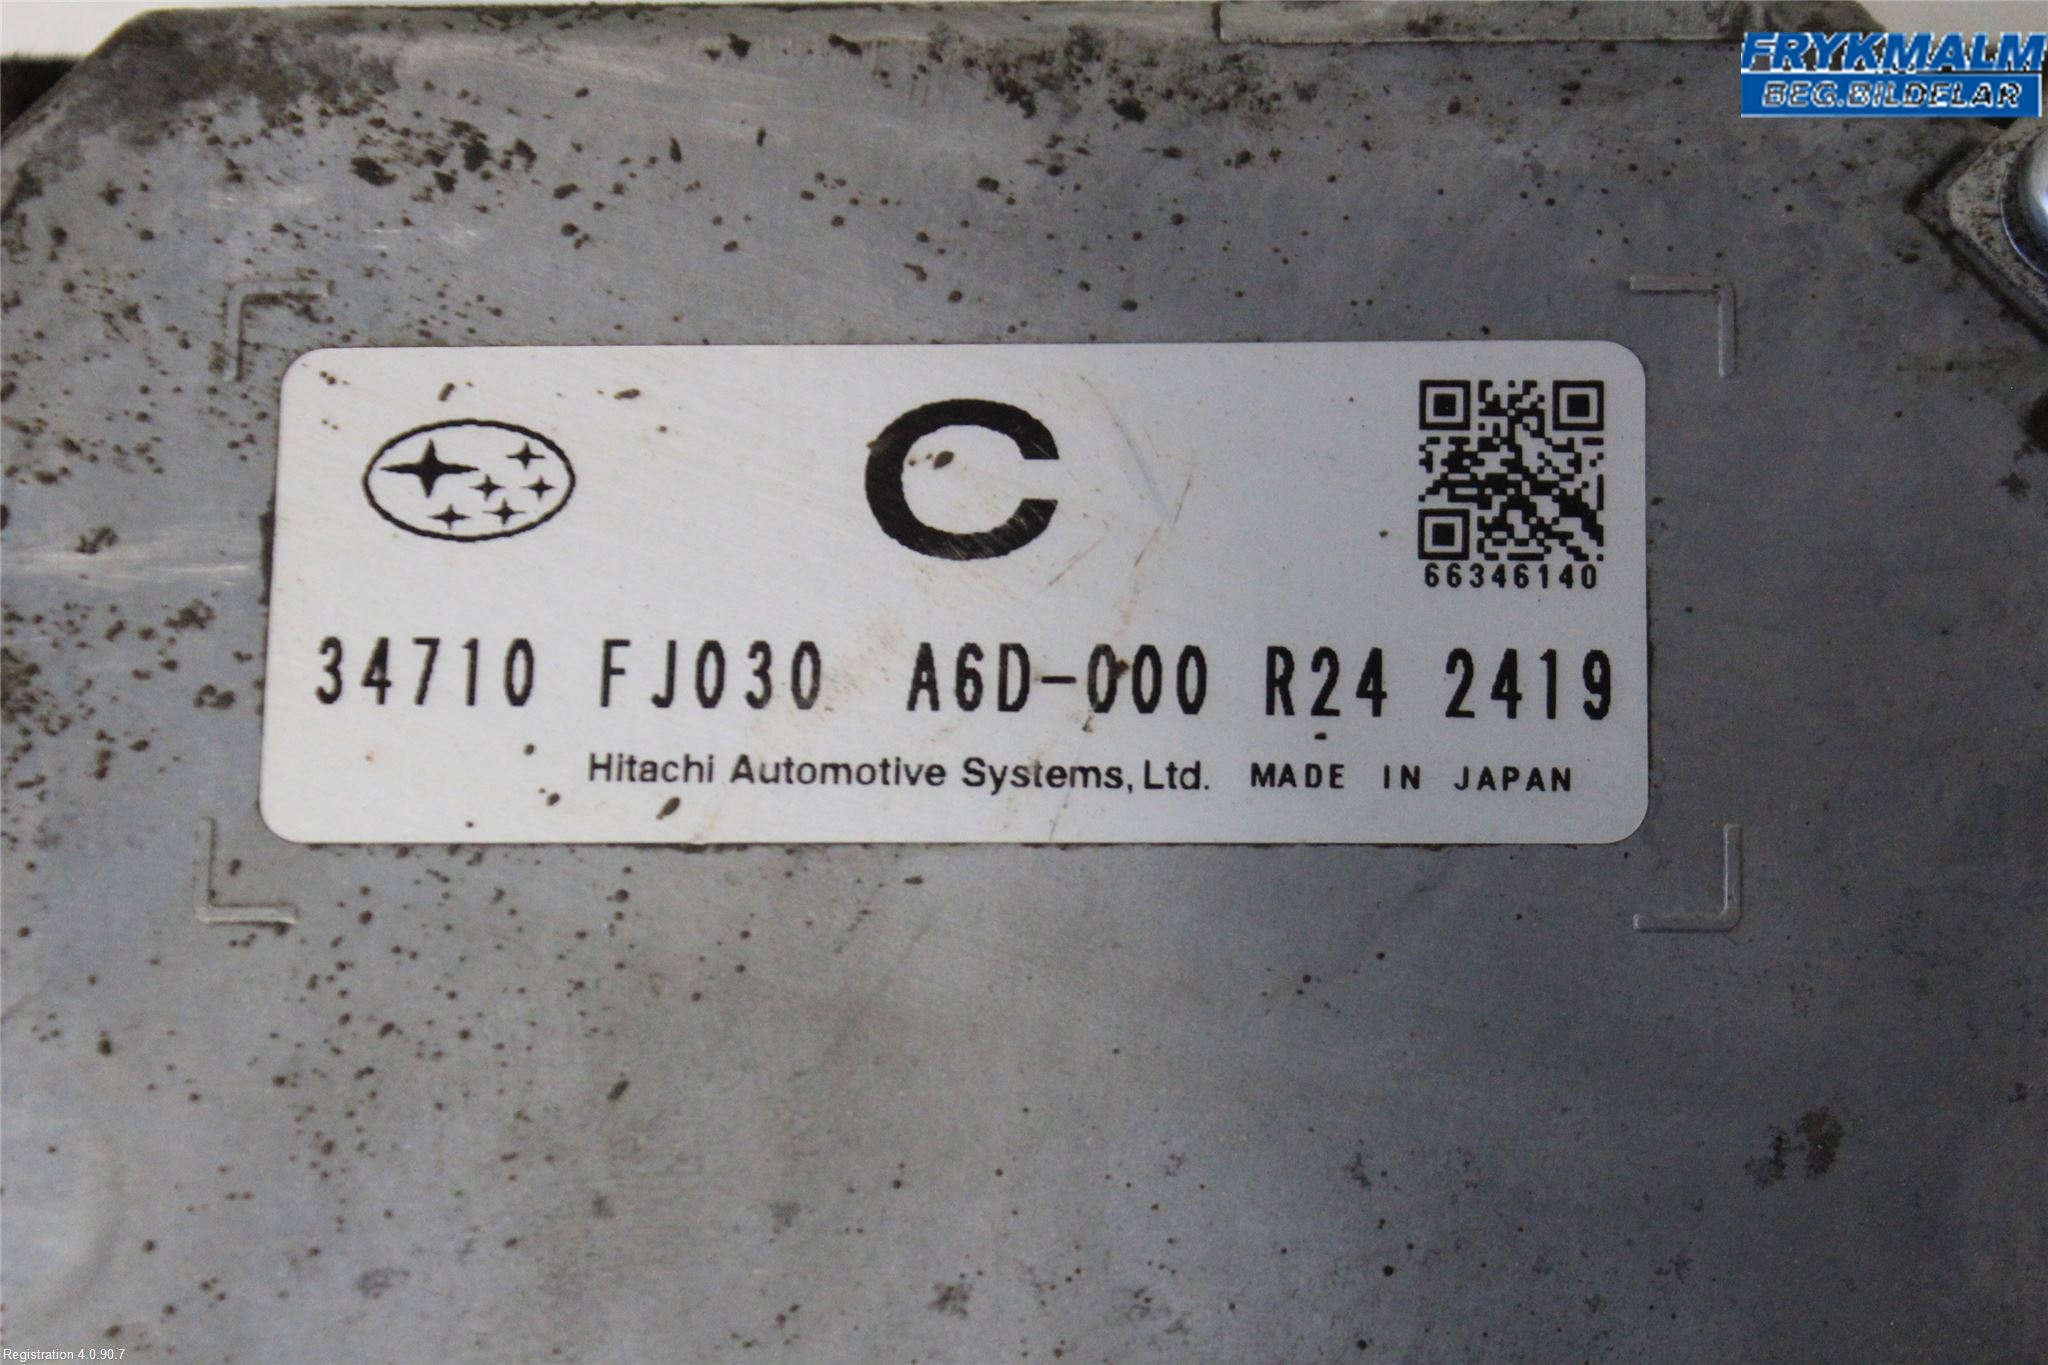 FRYKMALM
BEG.BILDELAR
C
66346140
34710 FJ030 A6D-000 R24 2419
Hitachi Automotive Systems, Ltd. MADE IN JAPAN
Registration 4.0.90.7